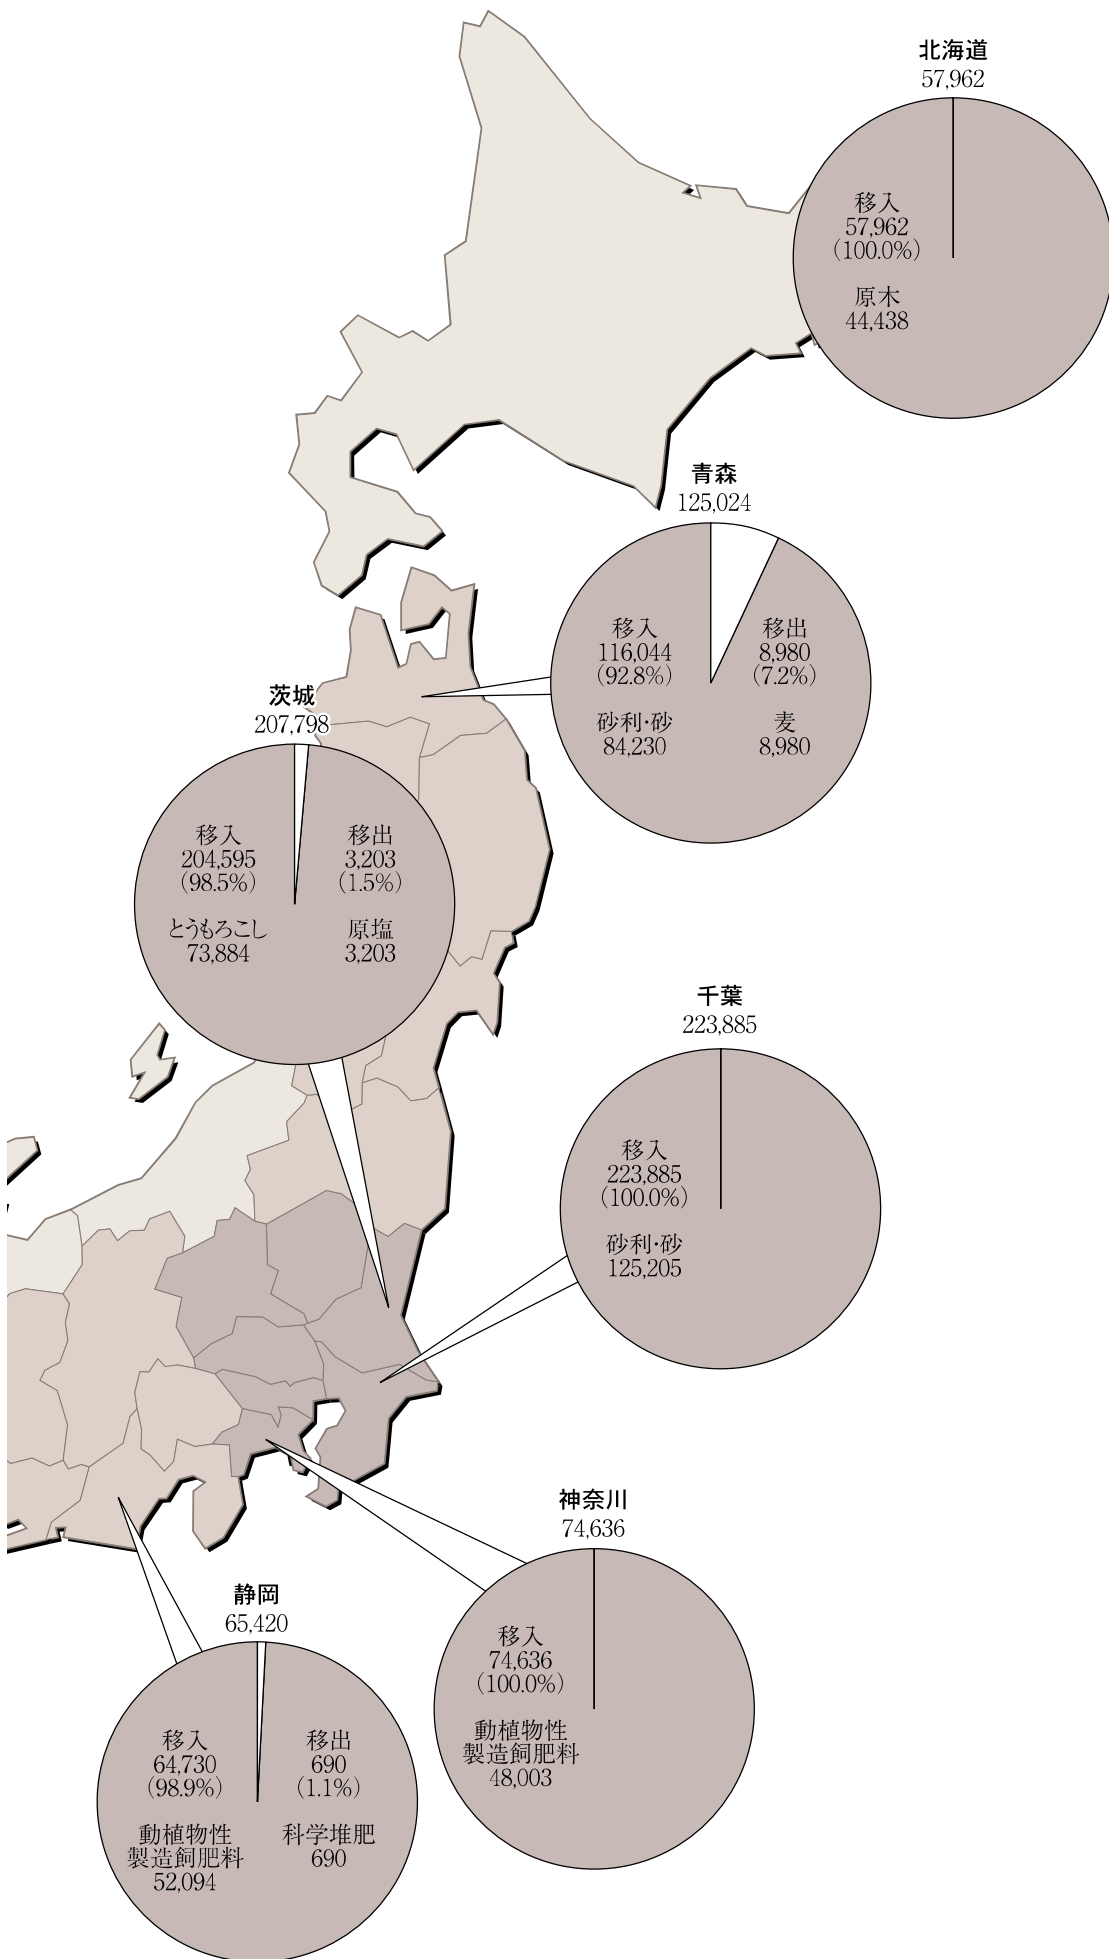 北海道
57,962
移入
57,962
(100.0%)
原木
44,438
青森
125,024
移入
116,044
(92.8%)
砂利・砂
84,230
移出
8,980
(7.2%)
麦
8,980
茨城
207,798
移入
204,595
(98.5%)
とうもろこし
73,884
移出
3,203
(1.5%)
原塩
3,203
千葉
223,885
移入
223,885
(100.0%)
砂利・砂
125,205
神奈川
74,636
移入
74,636
(100.0%)
動植物性
製造飼肥料
48,003
静岡
65,420
移入
64,730
(98.9%)
動植物性
製造飼肥料
52,094
移出
690
(1.1%)
科学堆肥
690